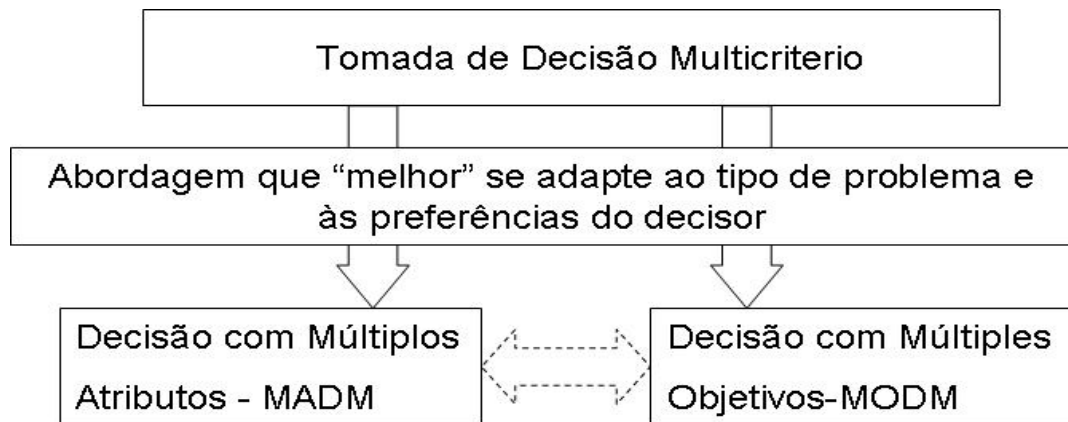 Tomada de Decisão Multicriterio
Abordagem que “melhor” se adapte ao tipo de problema e
às preferências do decisor
Decisão com Múltiplos
Atributos - MADM
Decisão com Múltiples
Objetivos-MODM